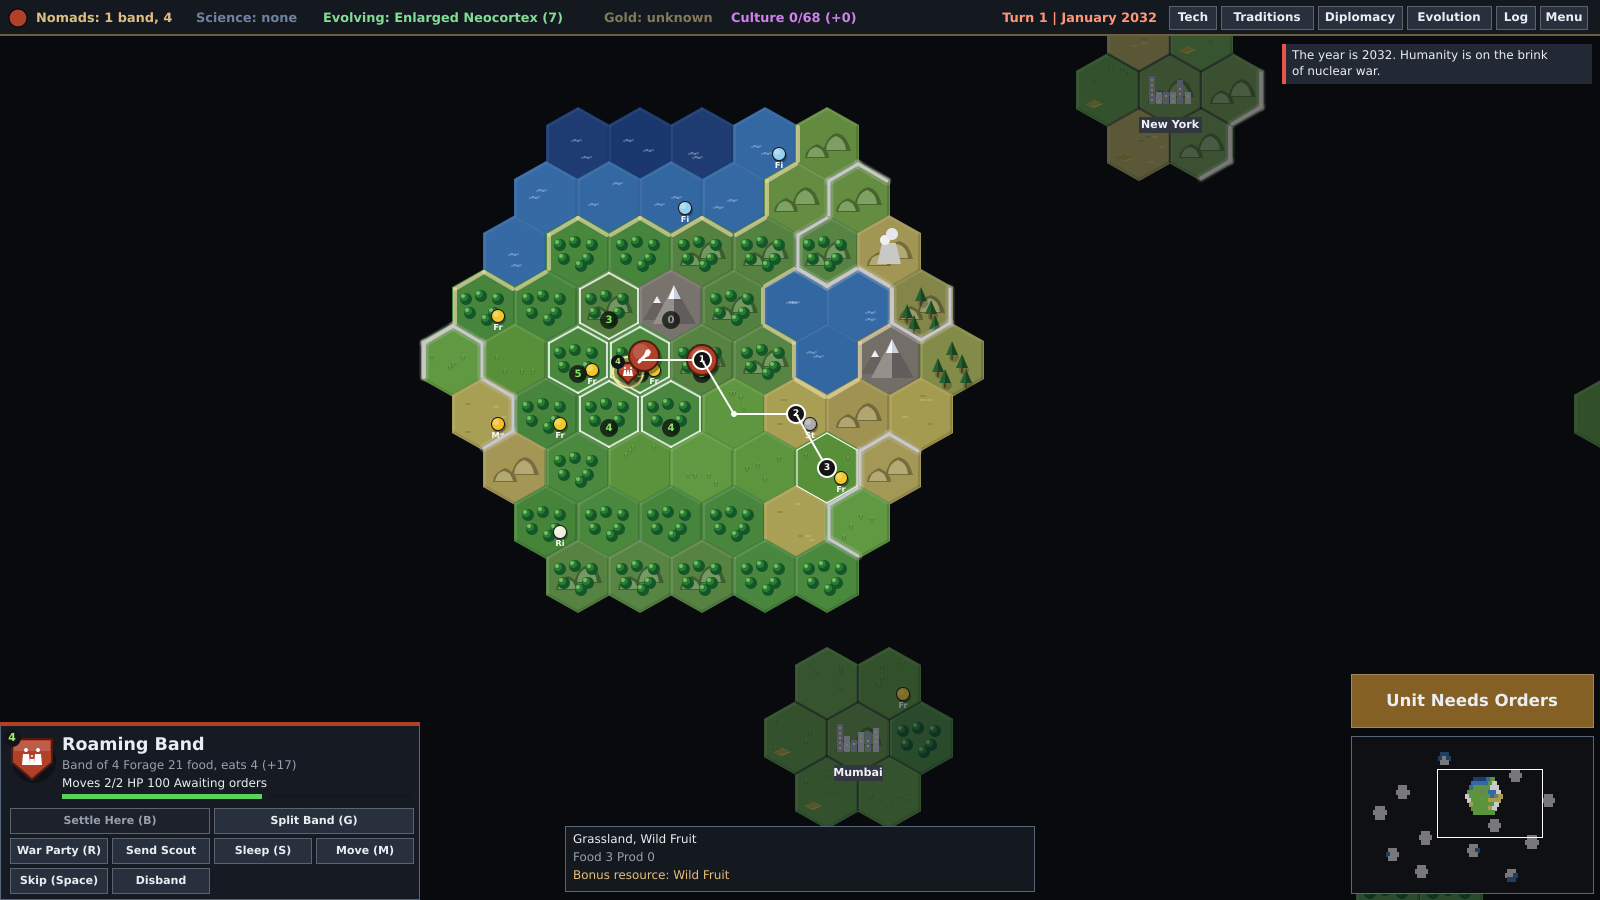 Nomads: 1 band, 4
Science: none
Evolving: Enlarged Neocortex (7)
Gold: unknown
Culture 0/68 (+0)
Turn 1 | January 2032
Tech
Traditions
Diplomacy
Evolution
Log
Menu
The year is 2032. Humanity is on the brink
of nuclear war.
New York
Fi
Fi
Fr
3
0
5
Fr
4
Fr
1
Fr
4
4
2
St
3
Fr
Ri
Fr
Mumbai
4
Roaming Band
Band of 4 Forage 21 food, eats 4 (+17)
Moves 2/2 HP 100 Awaiting orders
Settle Here (B)
Split Band (G)
War Party (R)
Send Scout
Sleep (S)
Move (M)
Skip (Space)
Disband
Grassland, Wild Fruit
Food 3 Prod 0
Bonus resource: Wild Fruit
Unit Needs Orders